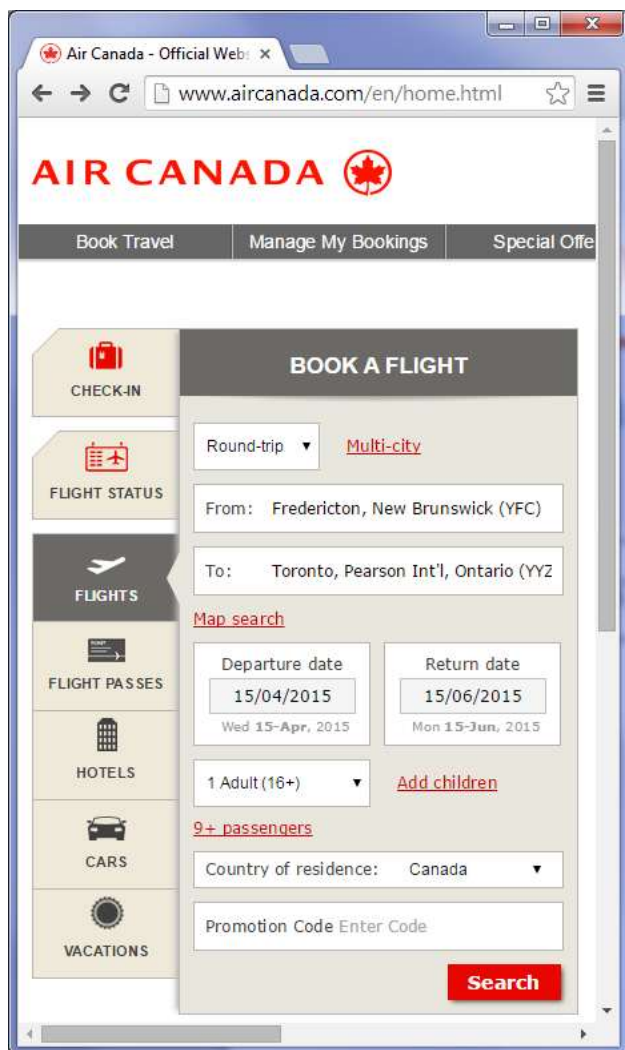 Air Canada - Official Web
www.aircanada.com/en/home.html
AIR CANADA
Book Travel Manage My Bookings Special Offe
CHECK-IN
FLIGHT STATUS
FLIGHTS
FLIGHT PASSES
HOTELS
CARS
VACATIONS
BOOK A FLIGHT
Round-trip Multi-city
From: Fredericton, New Brunswick (YFC)
To: Toronto, Pearson Int'l, Ontario (YYZ
Map search
Departure date
15/04/2015
Wed 15-Apr, 2015
Return date
15/06/2015
Mon 15-Jun, 2015
1 Adult (16+) Add children
9+ passengers
Country of residence: Canada
Promotion Code Enter Code
Search